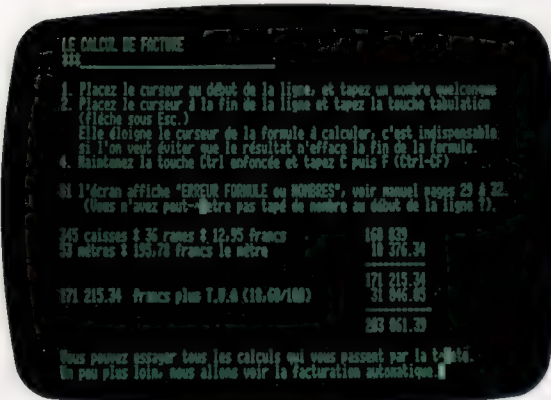 LE CALCUL DE FACTURE
***
1. Placez le curseur au début de la ligne, et tapez un nombre quelconque
2. Placez le curseur à la fin de la ligne et tapez la touche tabulation
(flèche sous Esc.)
Elle éloigne le curseur de la formule à calculer, c'est indispensable
si l'on veut éviter que le résultat n'efface la fin de la formule.
4. Maintenez la touche Ctrl enfoncée et tapez C puis F (Ctrl-CF)
Si l'écran affiche "ERREUR FORMULE ou NOMBRES", voir manuel pages 29 à 32.
(Vous n'avez peut-être pas tapé de nombre au début de la ligne ?).
345 caisses * 36 rames * 12,95 francs 160 839
53 mètres * 195,78 francs le mètre 10 376.34
171 215.34
171 215.34 francs plus T.V.A (18,60/100) 31 846.05
203 061.39
Vous pouvez essayer tous les calculs qui vous passent par la tête.
Un peu plus loin, nous allons voir la facturation automatique.